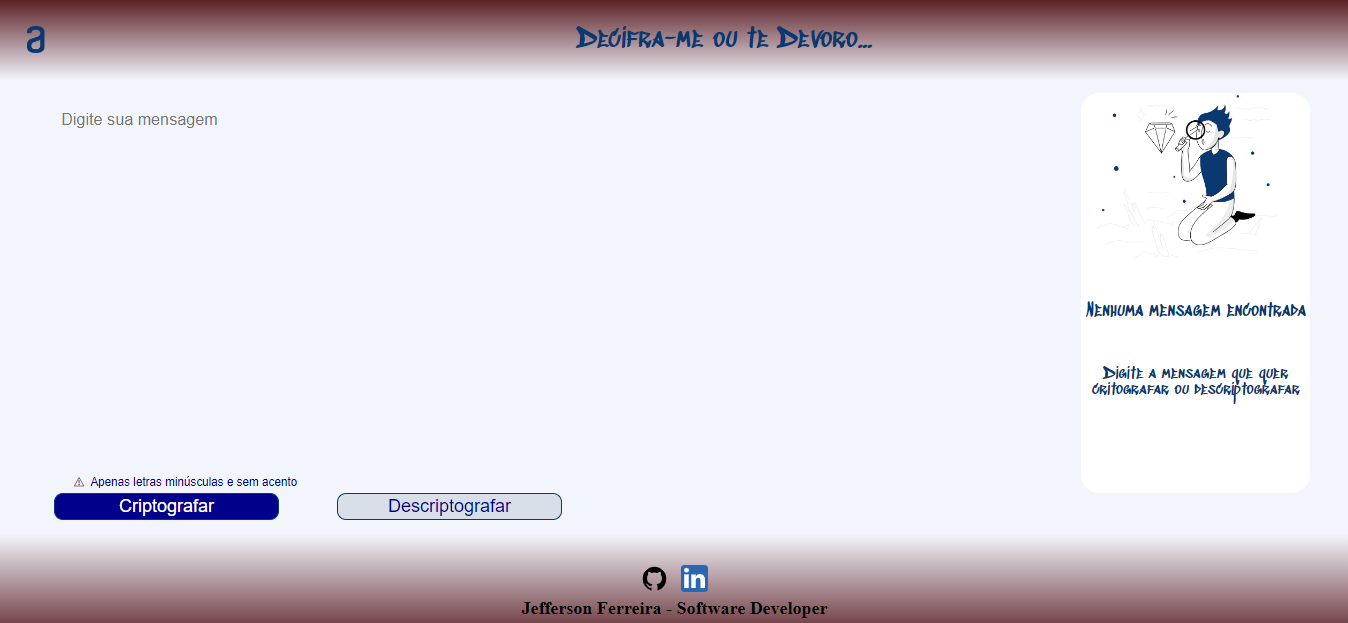 a
Decifra-me ou te Devoro...
Digite sua mensagem
Nenhuma mensagem encontrada
Digite a mensagem que quer
critografar ou descriptografar
⚠ Apenas letras minúsculas e sem acento
Criptografar
Descriptografar
in
Jefferson Ferreira - Software Developer